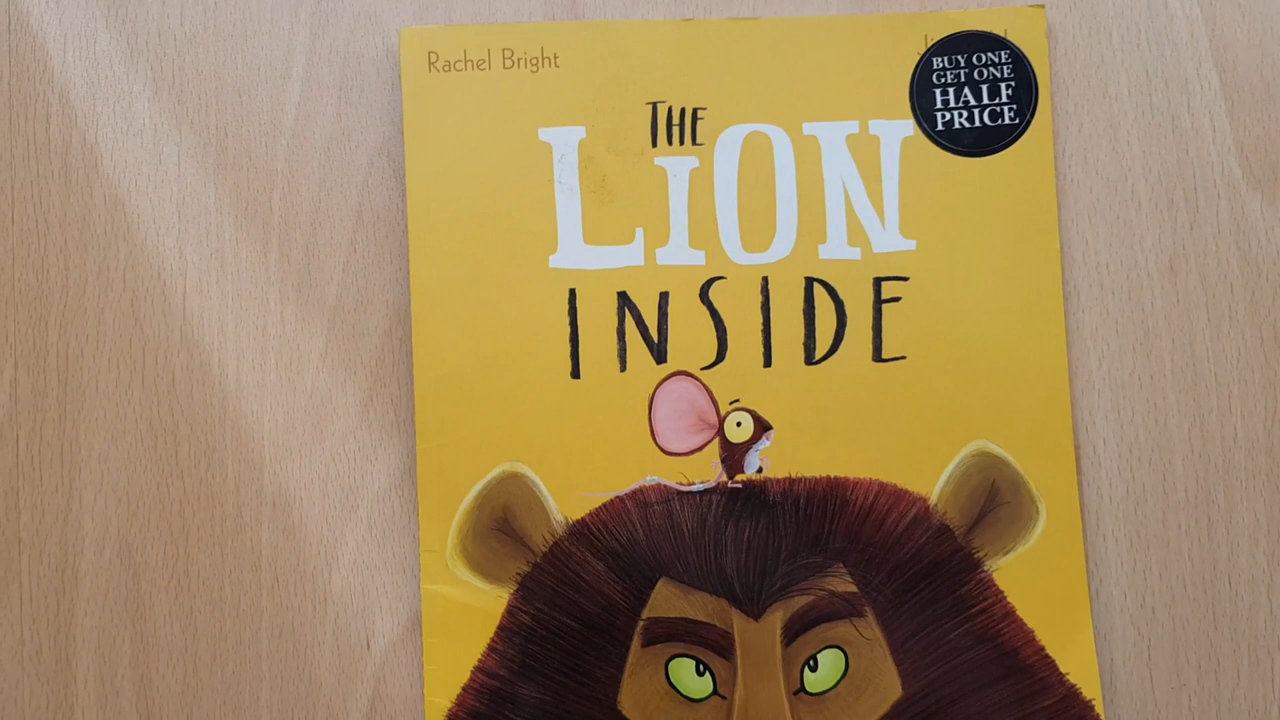 Rachel Bright
BUY ONE
GET ONE
HALF
PRICE
THE
LiON
INSIDE